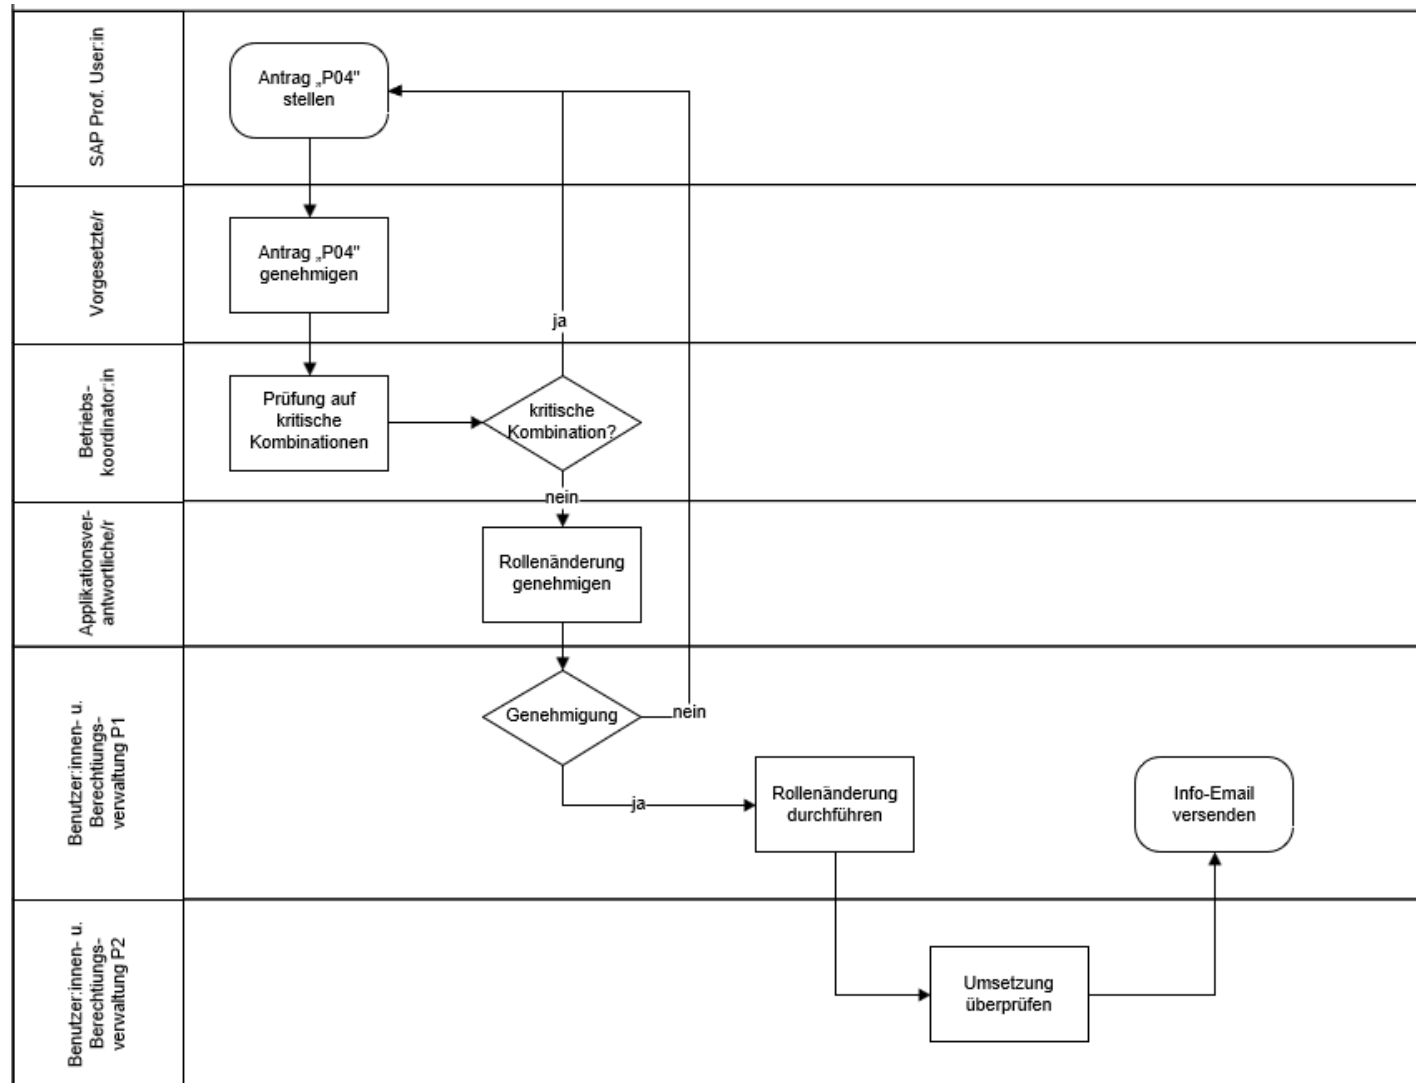 SAP Prof. User:in
Antrag „P04"
stellen
Vorgesetzte/r
Antrag „P04"
genehmigen
ja
Betriebs-
koordinator:in
Prüfung auf
kritische
Kombinationen
kritische
Kombination?
nein
Applikationsver-
antwortliche/r
Rollenänderung
genehmigen
Benutzer:innen- u.
Berechtiungs-
verwaltung P1
Genehmigung
nein
ja
Rollenänderung
durchführen
Info-Email
versenden
Benutzer:innen- u.
Berechtiungs-
verwaltung P2
Umsetzung
überprüfen